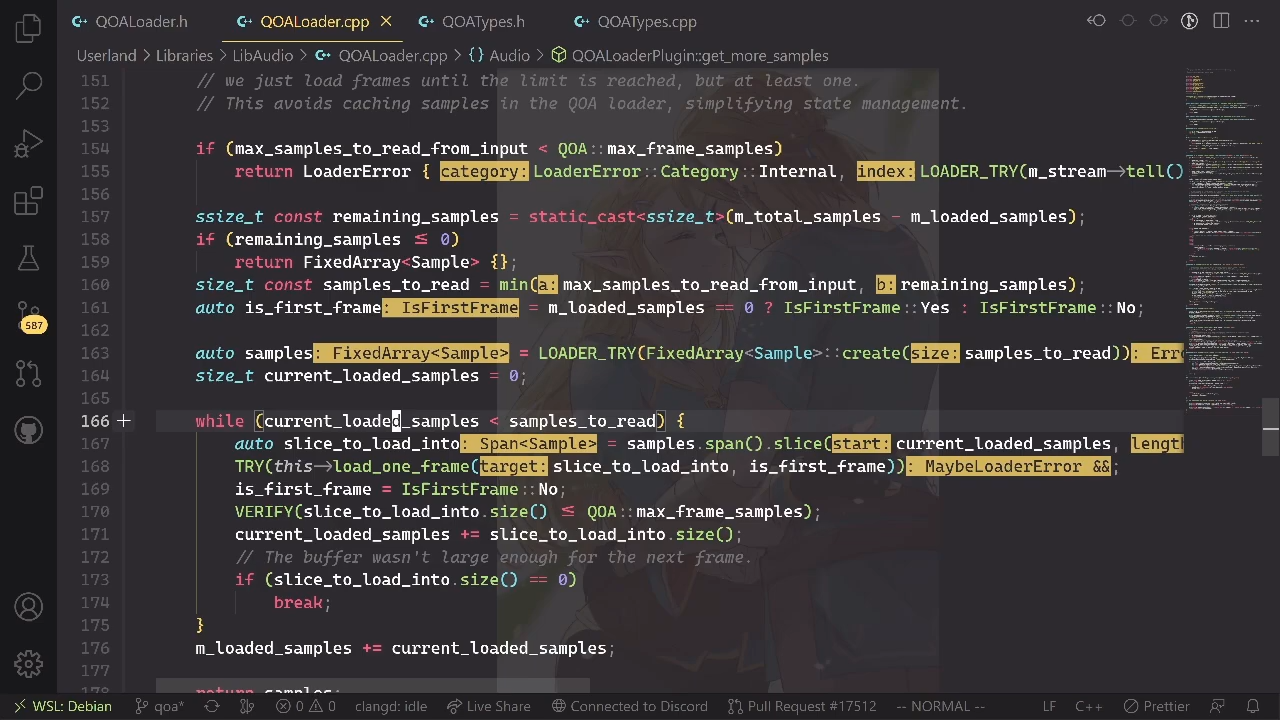 QOALoader.h QOALoader.cpp QOATypes.h QOATypes.cpp
Userland > Libraries > LibAudio > QOALoader.cpp > {} Audio > QOALoaderPlugin::get_more_samples
151 // we just load frames until the limit is reached, but at least one.
152 // This avoids caching samples in the QOA loader, simplifying state management.
153
154 if (max_samples_to_read_from_input < QOA::max_frame_samples)
155 return LoaderError { category: LoaderError::Category::Internal, index: LOADER_TRY(m_stream->tell()
156
157 ssize_t const remaining_samples = static_cast<ssize_t>(m_total_samples - m_loaded_samples);
158 if (remaining_samples ≤ 0)
159 return FixedArray<Sample> {};
160 size_t const samples_to_read = min(a: max_samples_to_read_from_input, b: remaining_samples);
161 auto is_first_frame: IsFirstFrame = m_loaded_samples == 0 ? IsFirstFrame::Yes : IsFirstFrame::No;
162
163 auto samples: FixedArray<Sample> = LOADER_TRY(FixedArray<Sample>::create(size: samples_to_read)): Erro
164 size_t current_loaded_samples = 0;
165
166 while (current_loaded_samples < samples_to_read) {
167 auto slice_to_load_into: Span<Sample> = samples.span().slice(start: current_loaded_samples, length
168 TRY(this->load_one_frame(target: slice_to_load_into, is_first_frame)): MaybeLoaderError &&;
169 is_first_frame = IsFirstFrame::No;
170 VERIFY(slice_to_load_into.size() ≤ QOA::max_frame_samples);
171 current_loaded_samples += slice_to_load_into.size();
172 // The buffer wasn't large enough for the next frame.
173 if (slice_to_load_into.size() == 0)
174 break;
175 }
176 m_loaded_samples += current_loaded_samples;
177
178 return samples;
587
WSL: Debian qoa* 0 0 clangd: idle Live Share Connected to Discord Pull Request #17512 -- NORMAL -- LF C++ Prettier